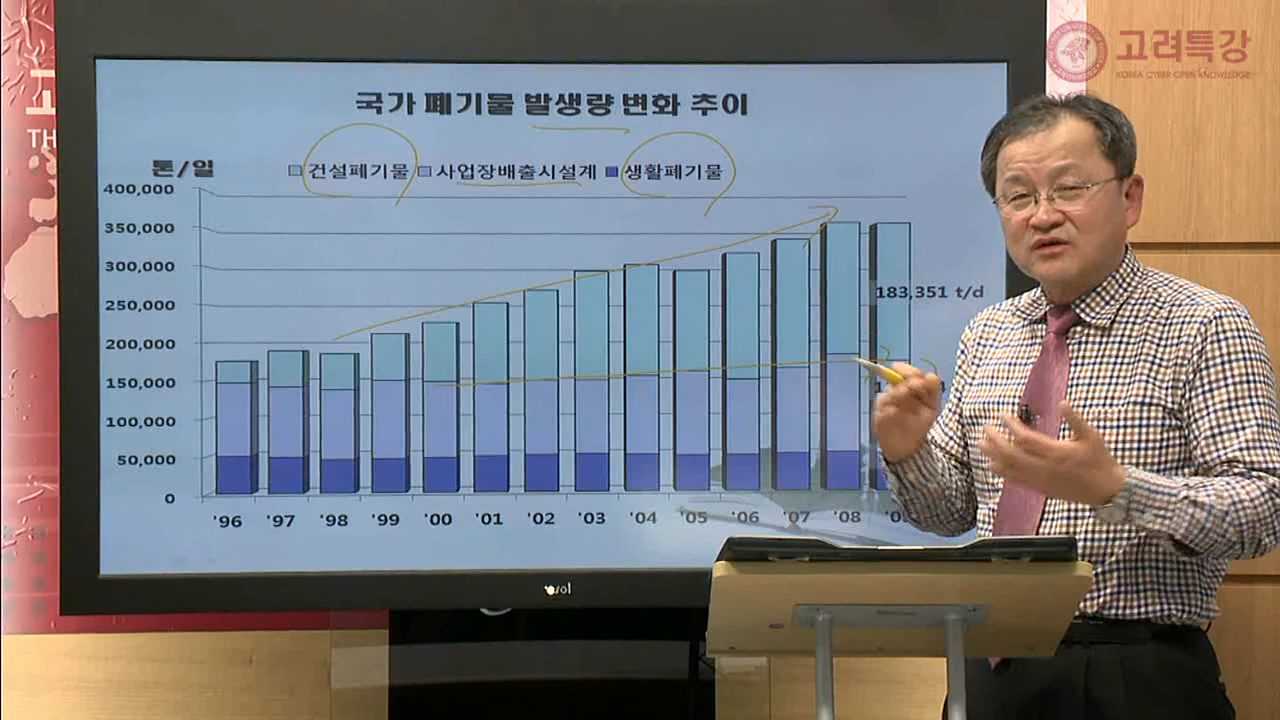 고려특강
KOREA CYBER OPEN KNOWLEDGE
국가 폐기물 발생량 변화 추이
톤/일
건설폐기물 사업장배출시설계 생활폐기물
400,000
350,000
300,000
250,000
200,000
150,000
100,000
50,000
0
183,351 t/d
'96 '97 '98 '99 '00 '01 '02 '03 '04 '05 '06 '07 '08